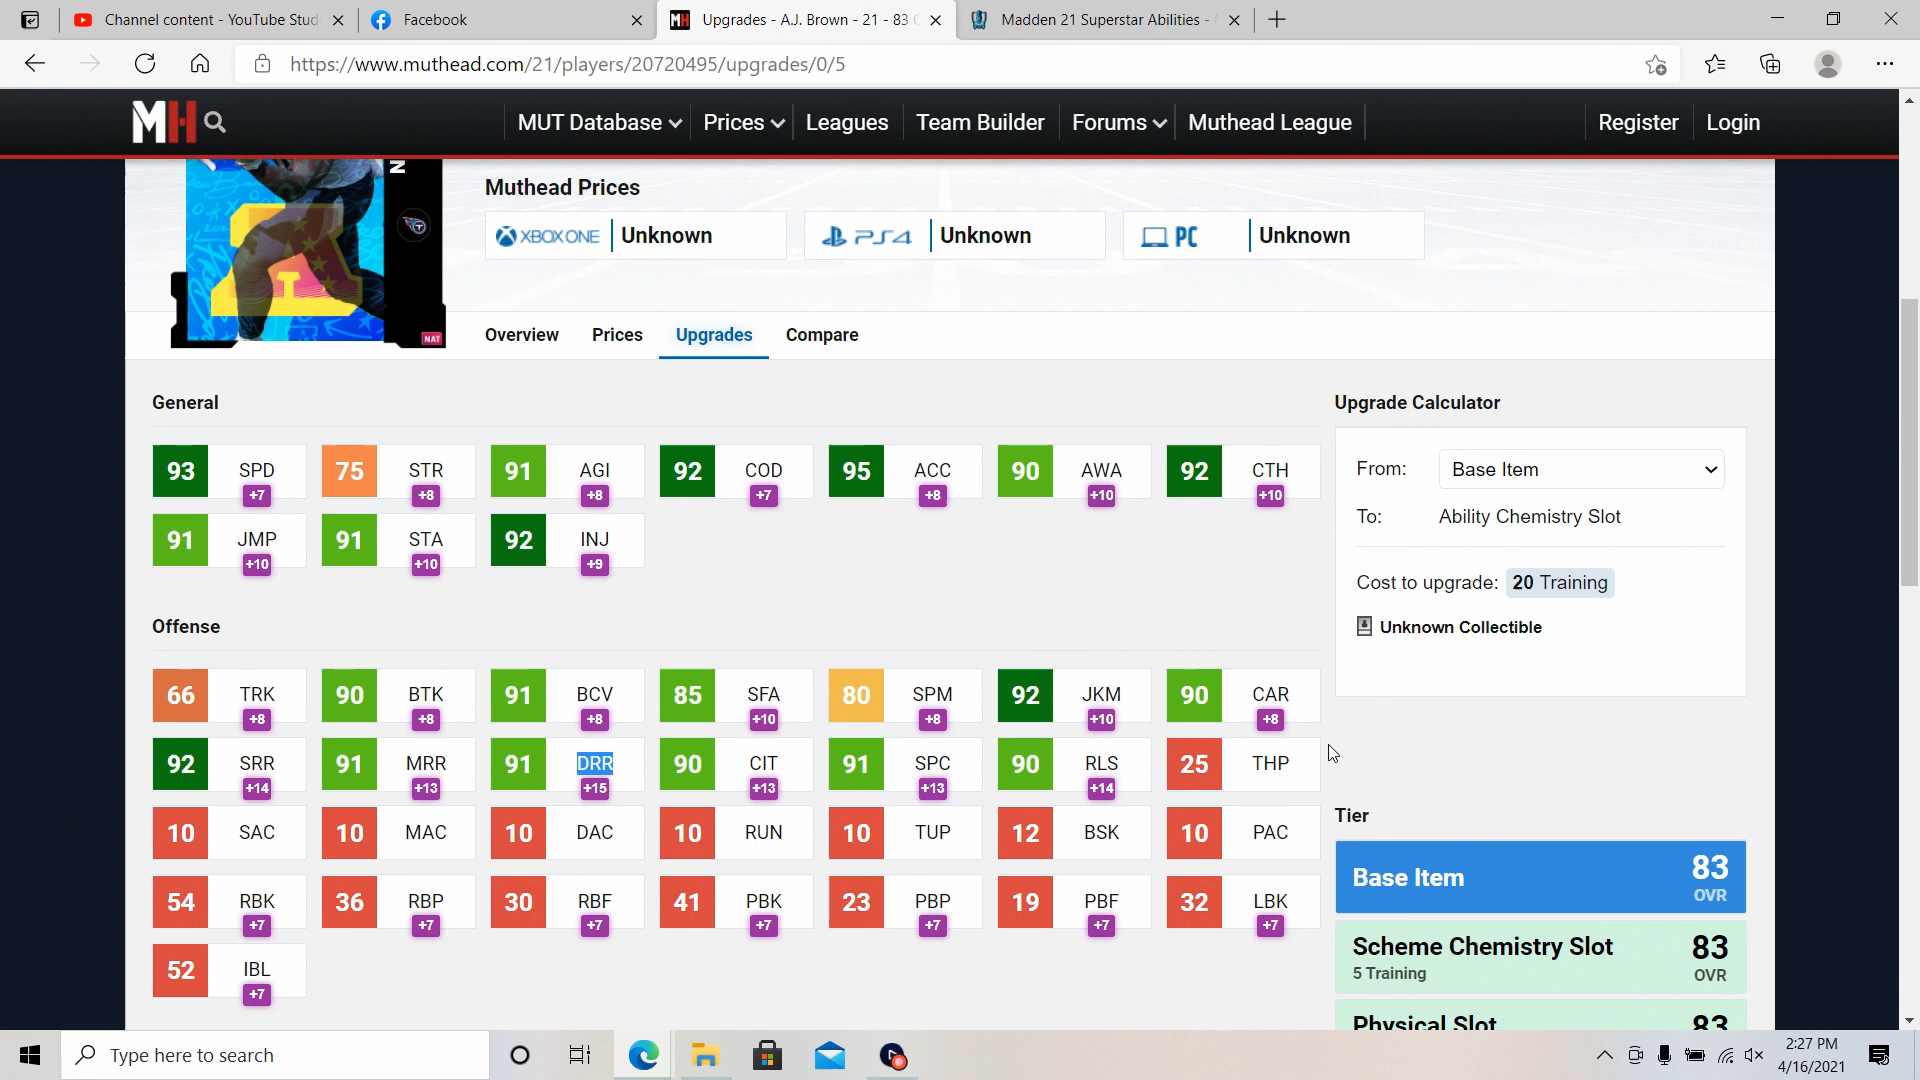 Channel content - YouTube Stud
Facebook
Upgrades - A.J. Brown - 21 - 83
Madden 21 Superstar Abilities -
https://www.muthead.com/21/players/20720495/upgrades/0/5
MH
MUT Database
Prices
Leagues
Team Builder
Forums
Muthead League
Register
Login
N
NAT
Muthead Prices
XBOX ONE Unknown
PS4 Unknown
PC Unknown
Overview
Prices
Upgrades
Compare
General
93 SPD +7
75 STR +8
91 AGI +8
92 COD +7
95 ACC +8
90 AWA +10
92 CTH +10
91 JMP +10
91 STA +10
92 INJ +9
Offense
66 TRK +8
90 BTK +8
91 BCV +8
85 SFA +10
80 SPM +8
92 JKM +10
90 CAR +8
92 SRR +14
91 MRR +13
91 DRR +15
90 CIT +13
91 SPC +13
90 RLS +14
25 THP
10 SAC
10 MAC
10 DAC
10 RUN
10 TUP
12 BSK
10 PAC
54 RBK +7
36 RBP +7
30 RBF +7
41 PBK +7
23 PBP +7
19 PBF +7
32 LBK +7
52 IBL +7
Upgrade Calculator
From: Base Item
To: Ability Chemistry Slot
Cost to upgrade: 20 Training
Unknown Collectible
Tier
Base Item 83
OVR
Scheme Chemistry Slot 83
5 Training OVR
Physical Slot 83
Type here to search
2:27 PM
4/16/2021